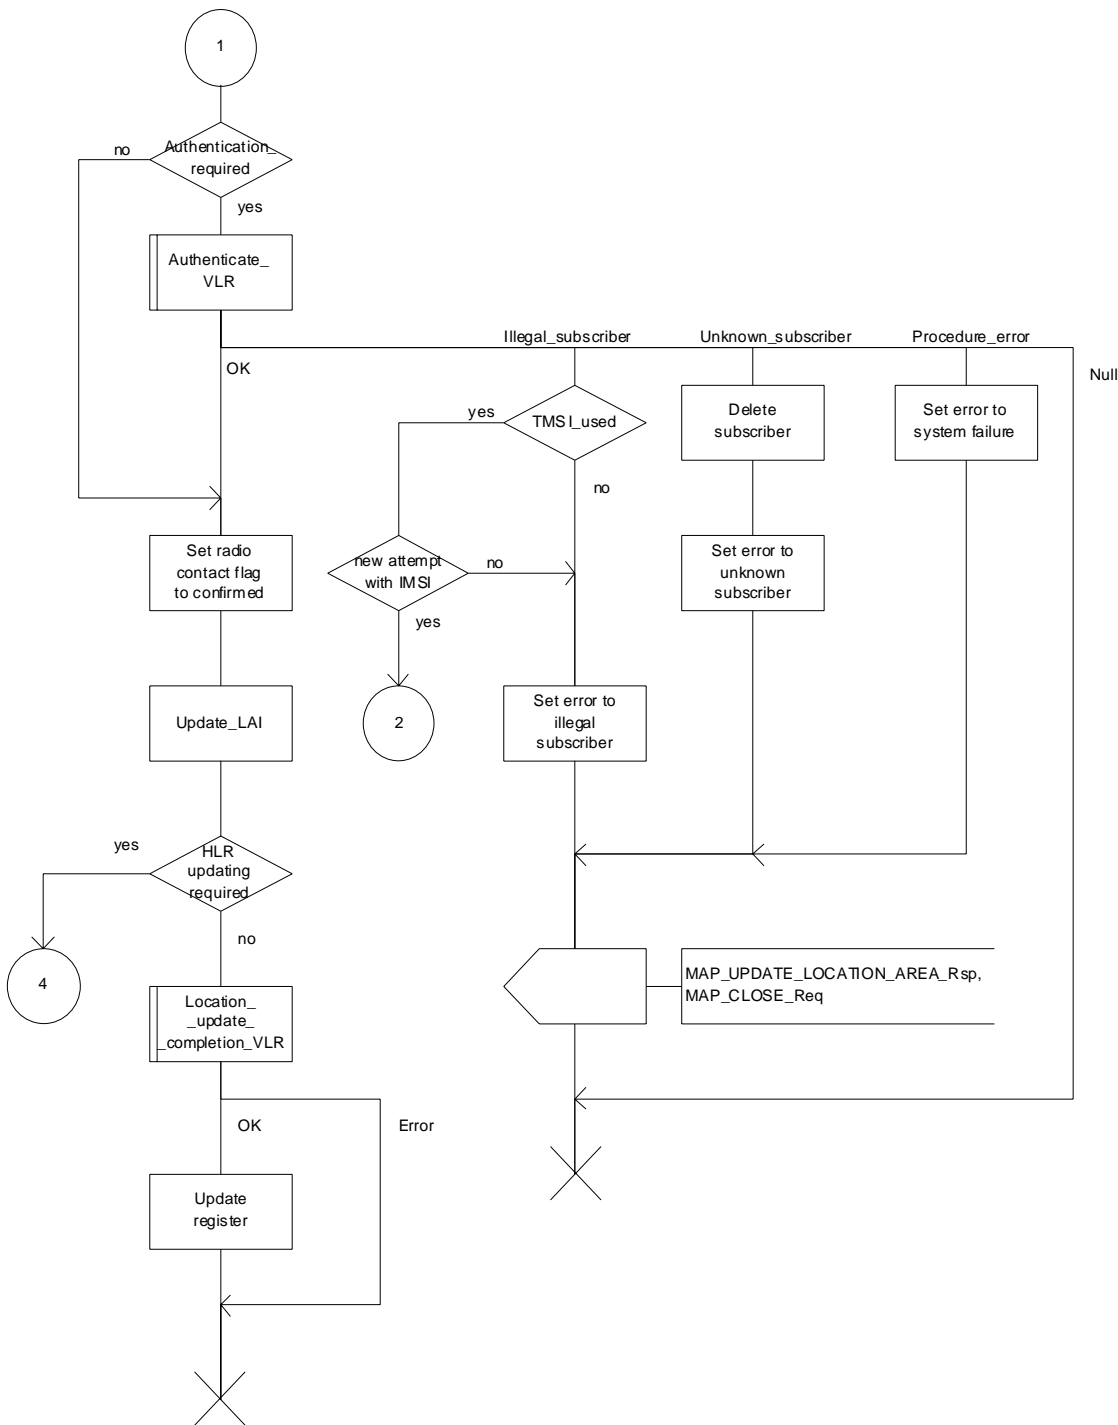 1
no
Authentication_
required
yes
Authenticate_
VLR
Illegal_subscriber
Unknown_subscriber
Procedure_error
OK
Null
yes
TMSI_used
Delete
subscriber
Set error to
system failure
no
Set radio
contact flag
to confirmed
new attempt
with IMSI
no
Set error to
unknown
subscriber
yes
Update_LAI
2
Set error to
illegal
subscriber
yes
HLR
updating
required
no
4
MAP_UPDATE_LOCATION_AREA_Rsp,
MAP_CLOSE_Req
Location_
_update_
_completion_VLR
OK
Error
Update
register